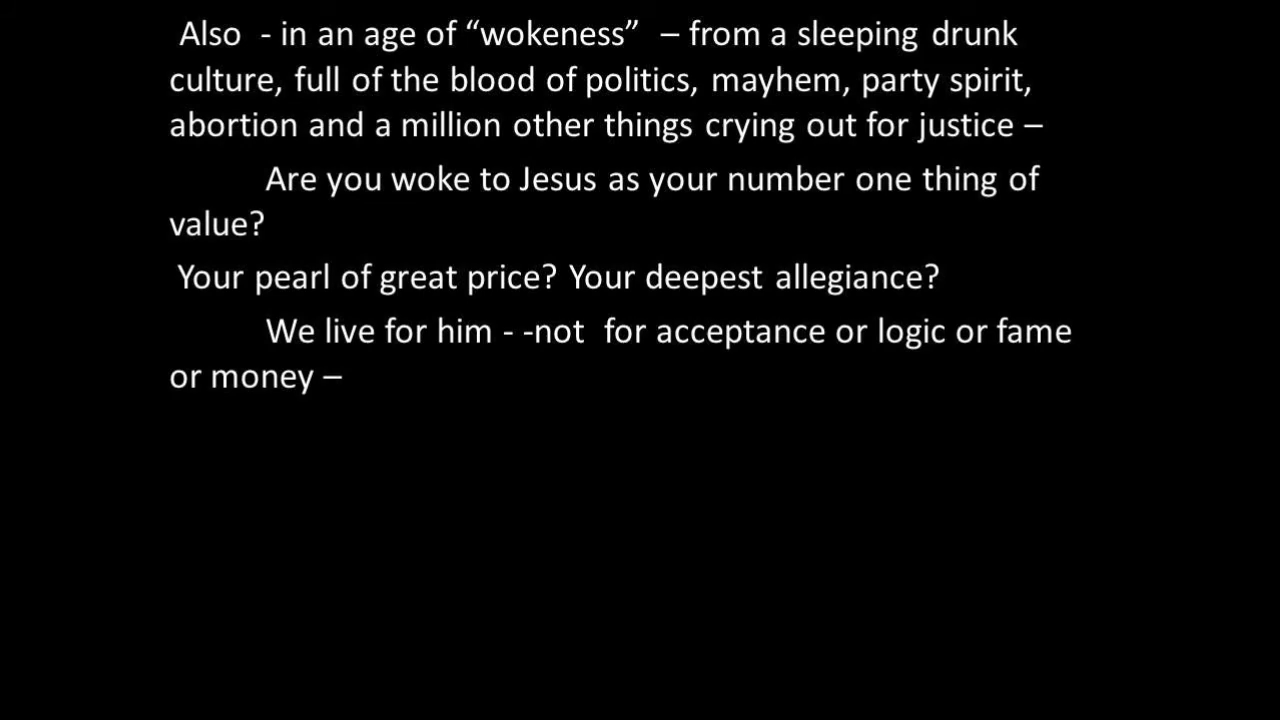 Also  - in an age of “wokeness”  – from a sleeping drunk
culture, full of the blood of politics, mayhem, party spirit,
abortion and a million other things crying out for justice –
Are you woke to Jesus as your number one thing of
value?
Your pearl of great price? Your deepest allegiance?
We live for him - -not  for acceptance or logic or fame
or money –